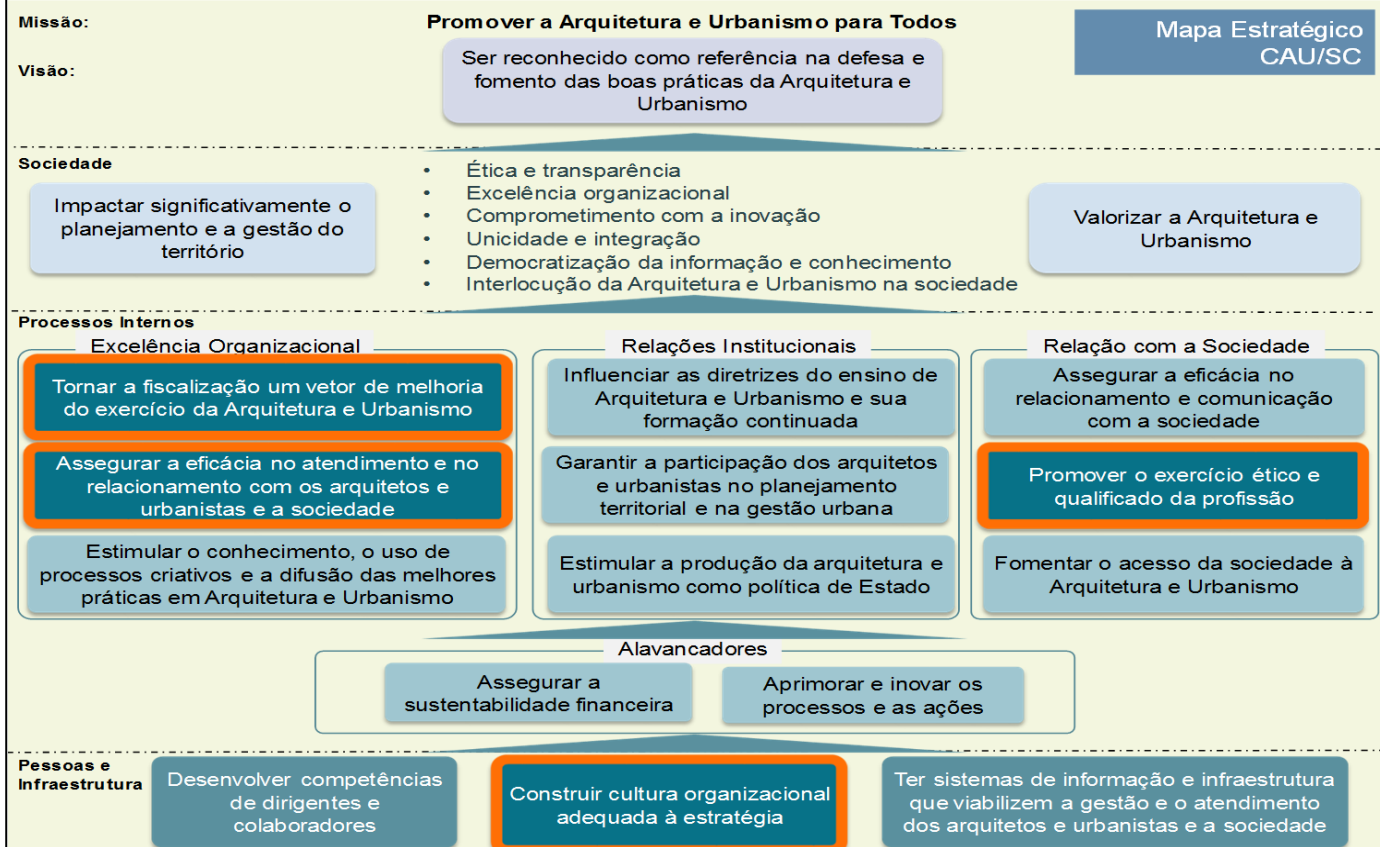 Missão:
Promover a Arquitetura e Urbanismo para Todos
Mapa Estratégico
CAU/SC
Visão:
Ser reconhecido como referência na defesa e
fomento das boas práticas da Arquitetura e
Urbanismo
Sociedade
Impactar significativamente o
planejamento e a gestão do
território
• Ética e transparência
• Excelência organizacional
• Comprometimento com a inovação
• Unicidade e integração
• Democratização da informação e conhecimento
• Interlocução da Arquitetura e Urbanismo na sociedade
Valorizar a Arquitetura e
Urbanismo
Processos Internos
Excelência Organizacional
Tornar a fiscalização um vetor de melhoria
do exercício da Arquitetura e Urbanismo
Assegurar a eficácia no atendimento e no
relacionamento com os arquitetos e
urbanistas e a sociedade
Estimular o conhecimento, o uso de
processos criativos e a difusão das melhores
práticas em Arquitetura e Urbanismo
Relações Institucionais
Influenciar as diretrizes do ensino de
Arquitetura e Urbanismo e sua
formação continuada
Garantir a participação dos arquitetos
e urbanistas no planejamento
territorial e na gestão urbana
Estimular a produção da arquitetura e
urbanismo como política de Estado
Relação com a Sociedade
Assegurar a eficácia no
relacionamento e comunicação
com a sociedade
Promover o exercício ético e
qualificado da profissão
Fomentar o acesso da sociedade à
Arquitetura e Urbanismo
Alavancadores
Assegurar a
sustentabilidade financeira
Aprimorar e inovar os
processos e as ações
Pessoas e
Infraestrutura
Desenvolver competências
de dirigentes e
colaboradores
Construir cultura organizacional
adequada à estratégia
Ter sistemas de informação e infraestrutura
que viabilizem a gestão e o atendimento
dos arquitetos e urbanistas e a sociedade